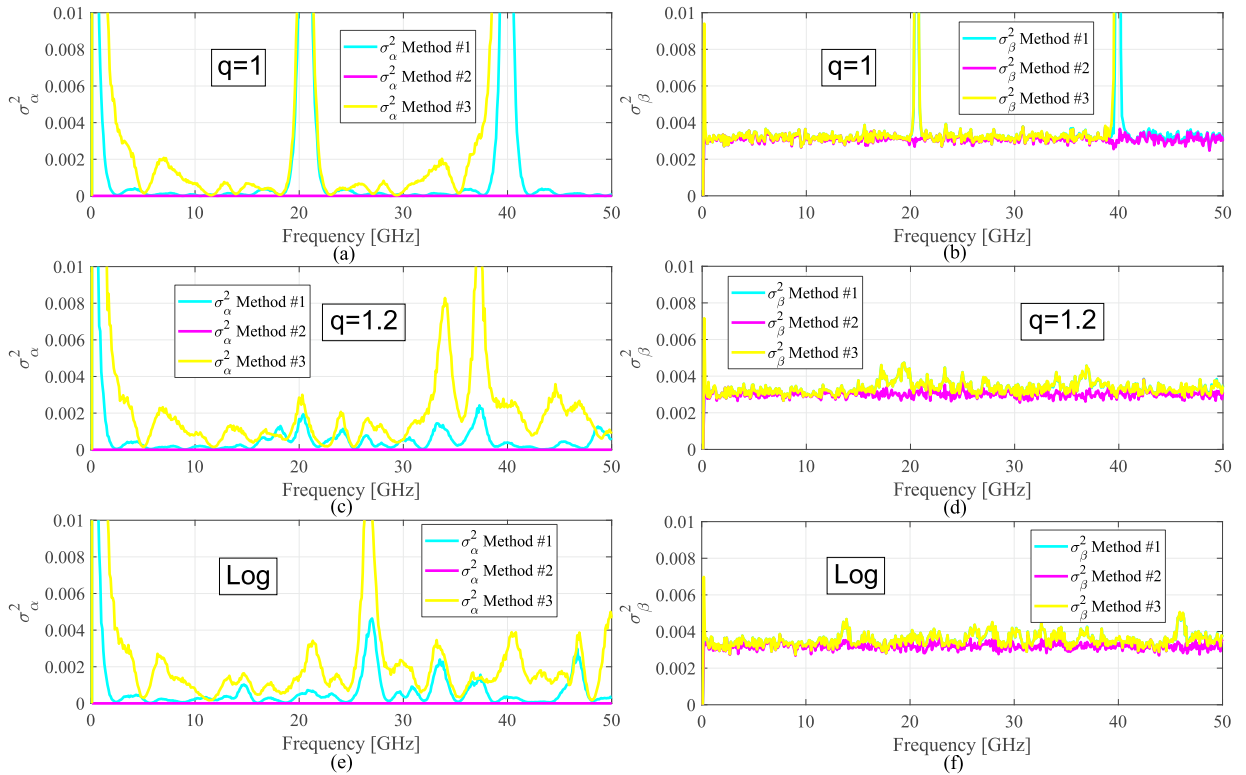 0.01
0.008
0.006
0.004
0.002
0
σ²α
q=1
σ²α Method #1
σ²α Method #2
σ²α Method #3
0 10 20 30 40 50
Frequency [GHz]
(a)
0.01
0.008
0.006
0.004
0.002
0
σ²β
q=1
σ²β Method #1
σ²β Method #2
σ²β Method #3
0 10 20 30 40 50
Frequency [GHz]
(b)
0.01
0.008
0.006
0.004
0.002
0
σ²α
σ²α Method #1
σ²α Method #2
σ²α Method #3
q=1.2
0 10 20 30 40 50
Frequency [GHz]
(c)
0.01
0.008
0.006
0.004
0.002
0
σ²β
σ²β Method #1
σ²β Method #2
σ²β Method #3
q=1.2
0 10 20 30 40 50
Frequency [GHz]
(d)
0.01
0.008
0.006
0.004
0.002
0
σ²α
Log
σ²α Method #1
σ²α Method #2
σ²α Method #3
0 10 20 30 40 50
Frequency [GHz]
(e)
0.01
0.008
0.006
0.004
0.002
0
σ²β
Log
σ²β Method #1
σ²β Method #2
σ²β Method #3
0 10 20 30 40 50
Frequency [GHz]
(f)